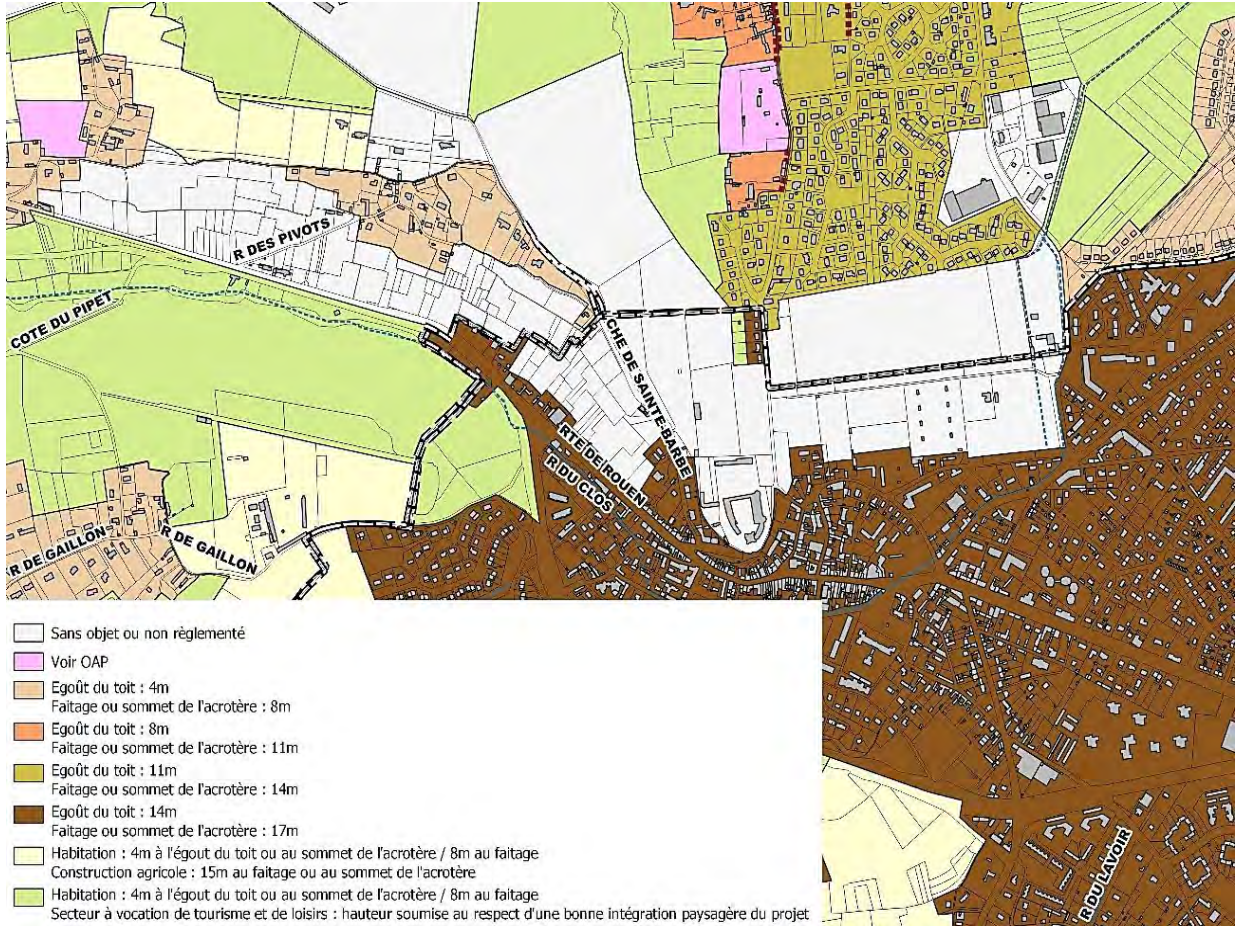 R DES PIVOTS
COTE DU PIPET
CHE DE SAINTE-BARBE
RTE DE ROUEN
R DU CLOS
R DE GAILLON
R DE GAILLON
R DU LAVOIR
Sans objet ou non règlementé
Voir OAP
Egoût du toit : 4m
Faitage ou sommet de l'acrotère : 8m
Egoût du toit : 8m
Faitage ou sommet de l'acrotère : 11m
Egoût du toit : 11m
Faitage ou sommet de l'acrotère : 14m
Egoût du toit : 14m
Faitage ou sommet de l'acrotère : 17m
Habitation : 4m à l'égout du toit ou au sommet de l'acrotère / 8m au faitage
Construction agricole : 15m au faitage ou au sommet de l'acrotère
Habitation : 4m à l'égout du toit ou au sommet de l'acrotère / 8m au faitage
Secteur à vocation de tourisme et de loisirs : hauteur soumise au respect d'une bonne intégration paysagère du projet